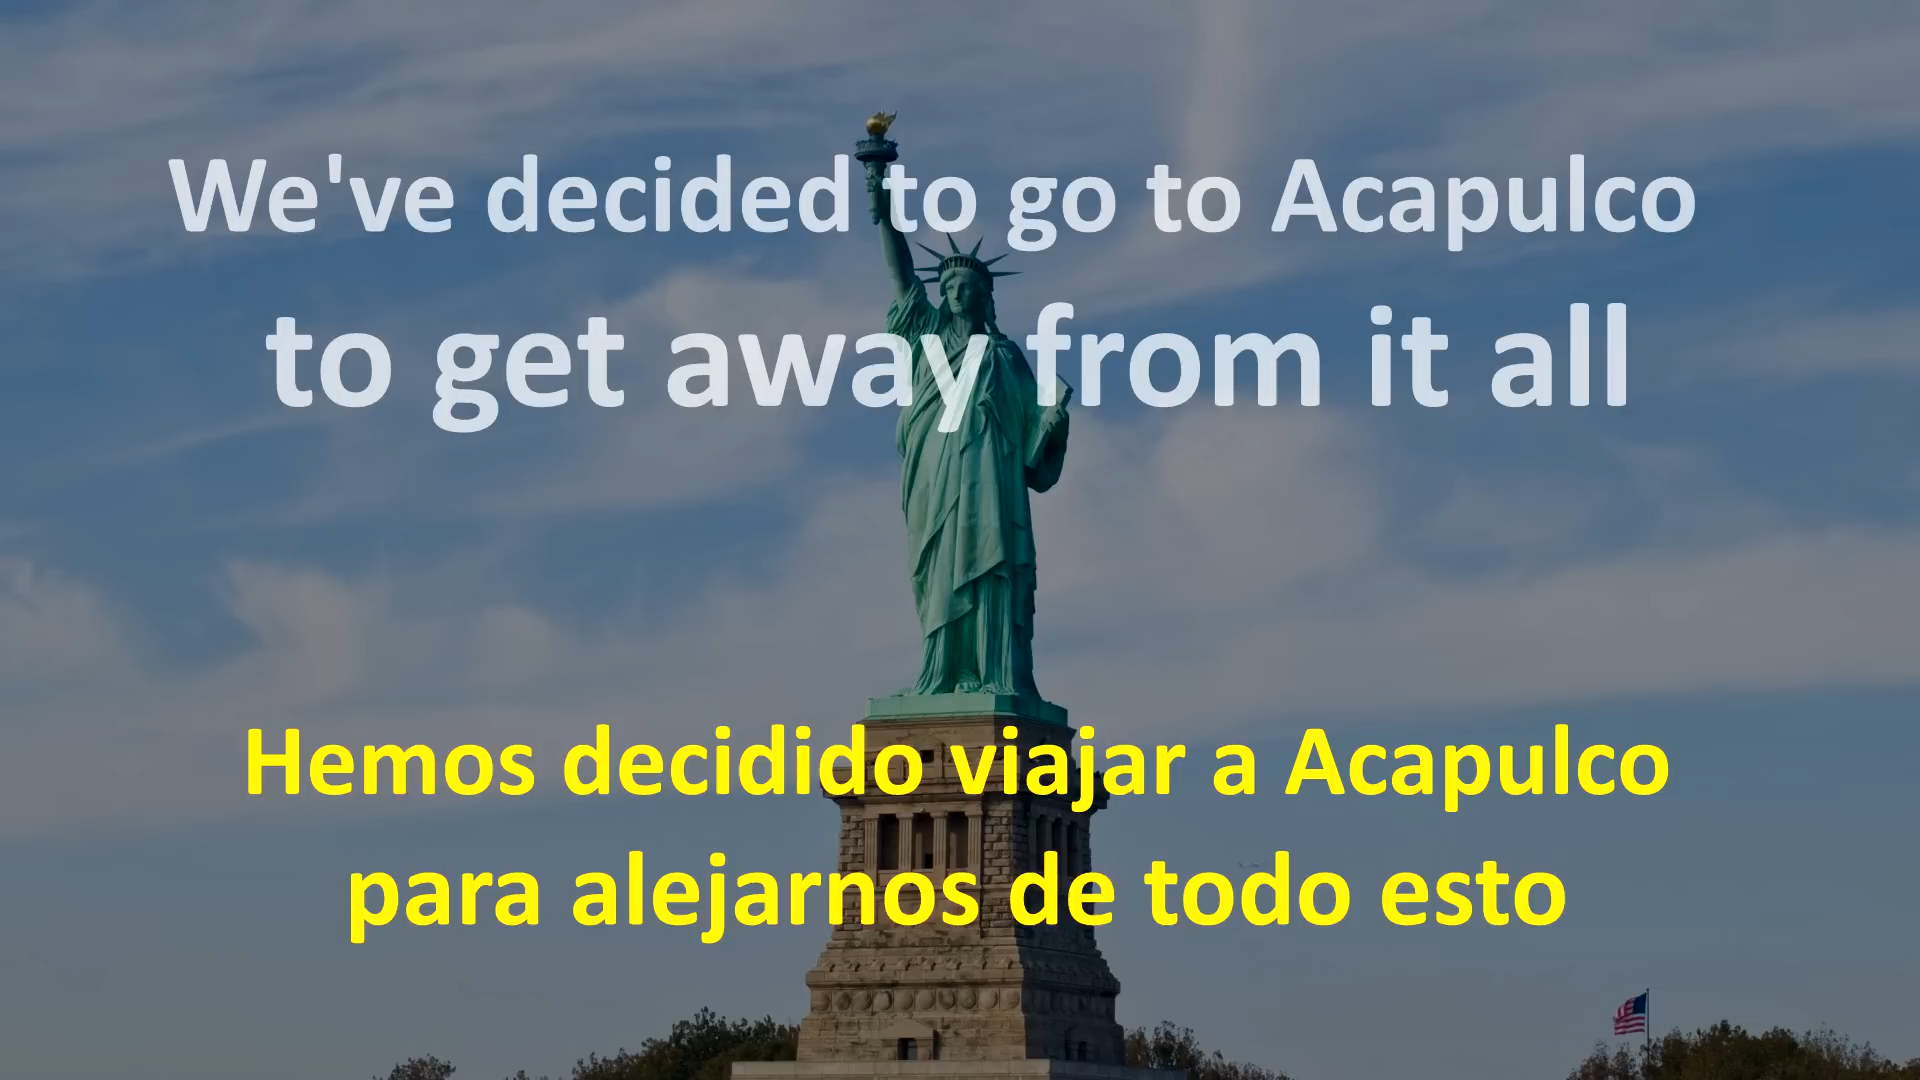 We've decided to go to Acapulco
to get away from it all
Hemos decidido viajar a Acapulco
para alejarnos de todo esto